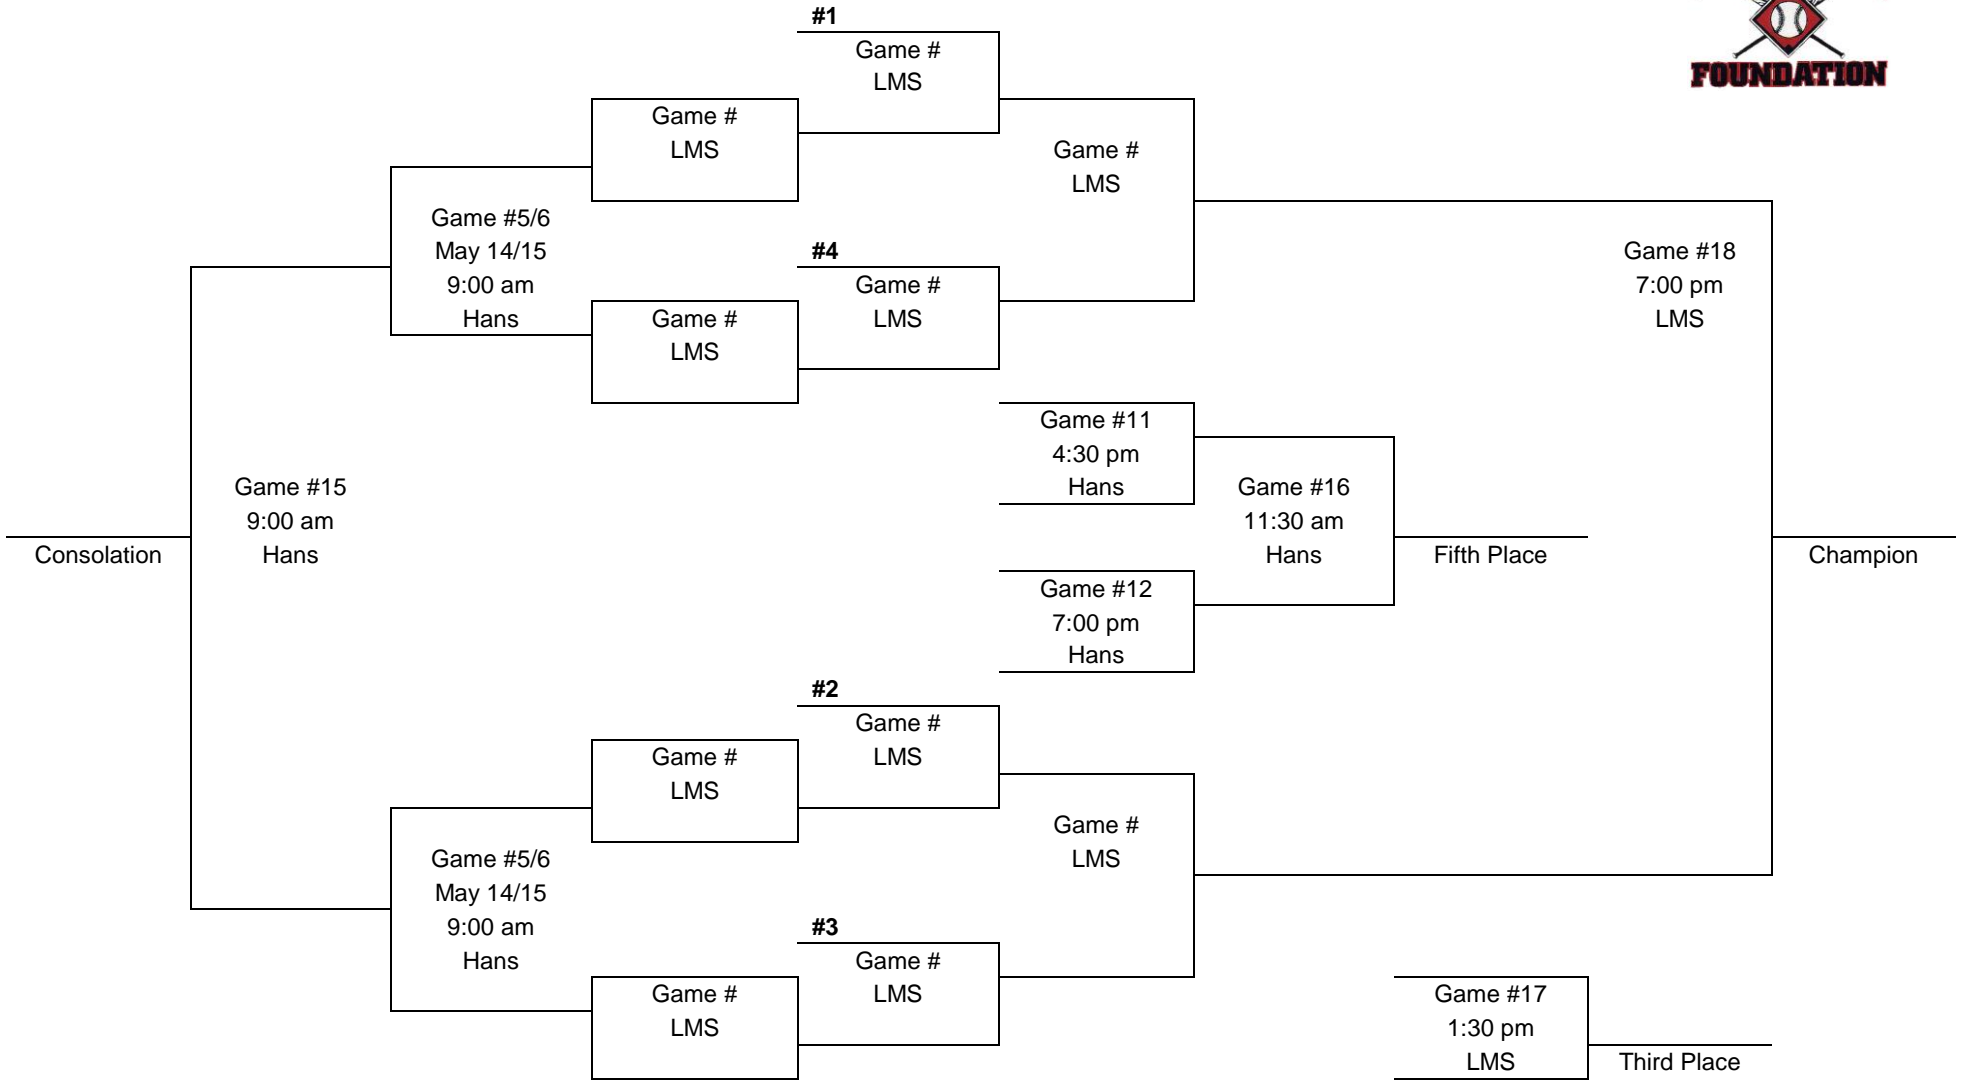 #1
Game #
LMS
FOUNDATION
Game #
LMS
Game #
LMS
Game #5/6
May 14/15
9:00 am
Hans
#4
Game #
LMS
Game #18
7:00 pm
LMS
Game #
LMS
Game #11
4:30 pm
Hans
Game #15
9:00 am
Hans
Consolation
Game #16
11:30 am
Hans
Fifth Place
Champion
Game #12
7:00 pm
Hans
#2
Game #
LMS
Game #
LMS
Game #
LMS
Game #5/6
May 14/15
9:00 am
Hans
#3
Game #
LMS
Game #
LMS
Game #17
1:30 pm
LMS
Third Place